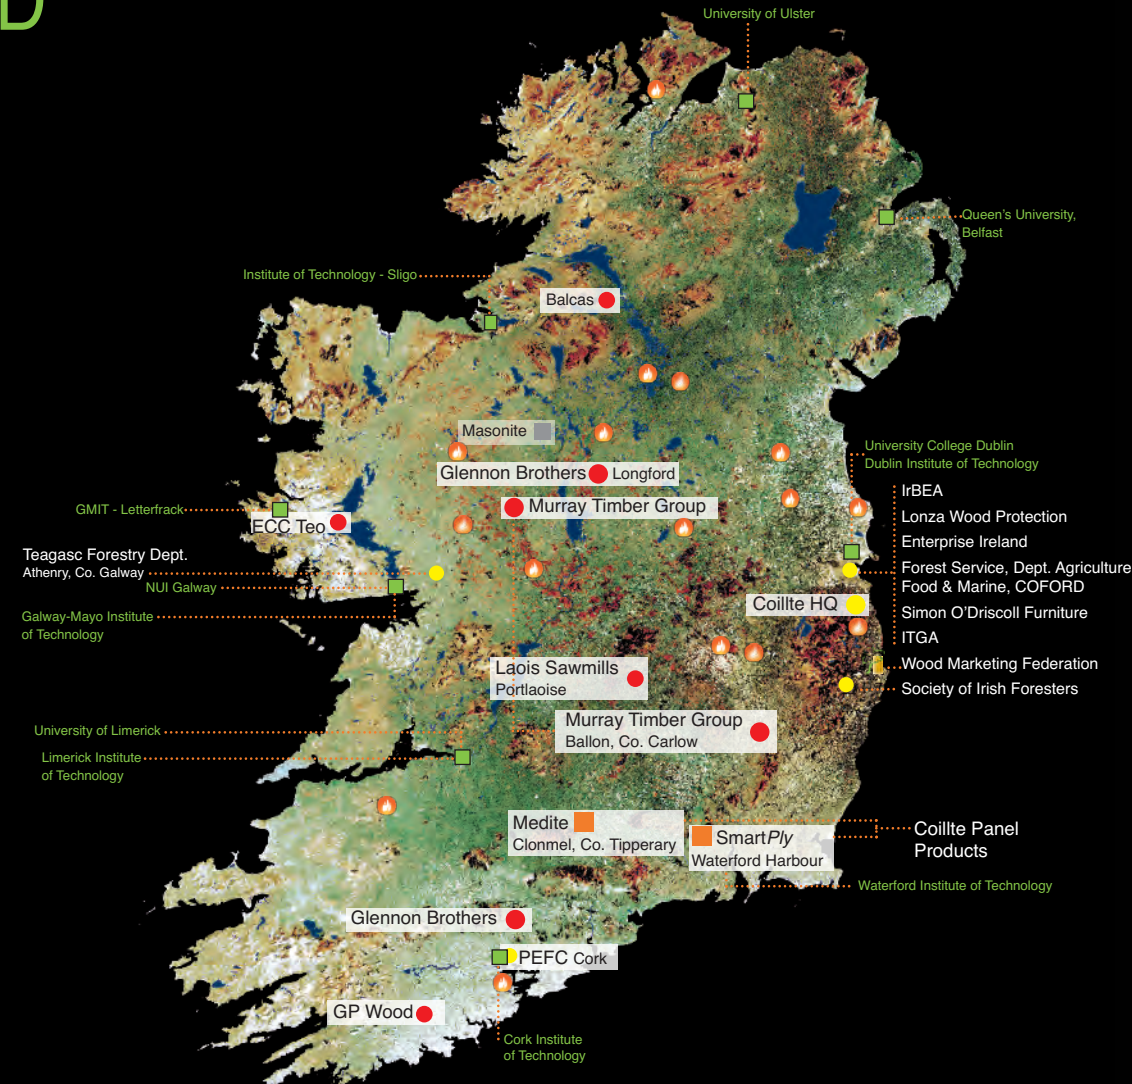 D
University of Ulster
Queen's University,
Belfast
Institute of Technology - Sligo
Balcas
Masonite
Glennon Brothers Longford
Murray Timber Group
University College Dublin
Dublin Institute of Technology
IrBEA
Lonza Wood Protection
Enterprise Ireland
Forest Service, Dept. Agriculture
Food & Marine, COFORD
Simon O'Driscoll Furniture
ITGA
Wood Marketing Federation
Society of Irish Foresters
GMIT - Letterfrack
ECC Teo
Teagasc Forestry Dept.
Athenry, Co. Galway
NUI Galway
Galway-Mayo Institute
of Technology
Coillte HQ
Laois Sawmills
Portlaoise
Murray Timber Group
Ballon, Co. Carlow
University of Limerick
Limerick Institute
of Technology
Medite
Clonmel, Co. Tipperary
SmartPly
Waterford Harbour
Coillte Panel
Products
Waterford Institute of Technology
Glennon Brothers
PEFC Cork
GP Wood
Cork Institute
of Technology